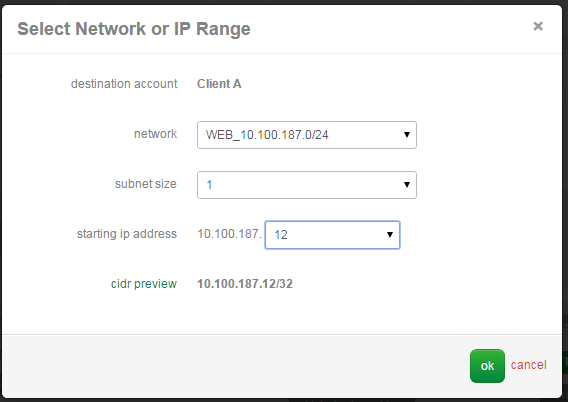 Select Network or IP Range ×
destination account Client A
network WEB_10.100.187.0/24
subnet size 1
starting ip address 10.100.187. 12
cidr preview 10.100.187.12/32
ok cancel